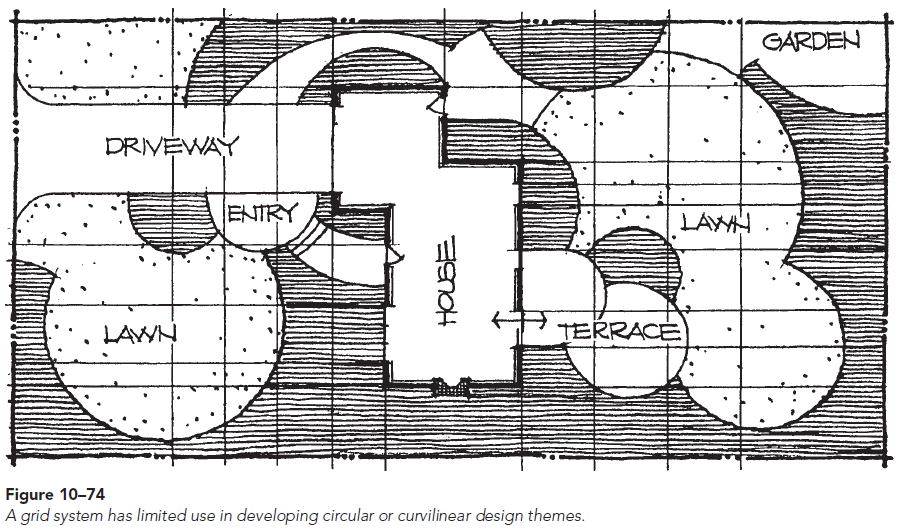 GARDEN
DRIVEWAY
ENTRY
LAWN
HOUSE
LAWN
TERRACE
Figure 10–74
A grid system has limited use in developing circular or curvilinear design themes.